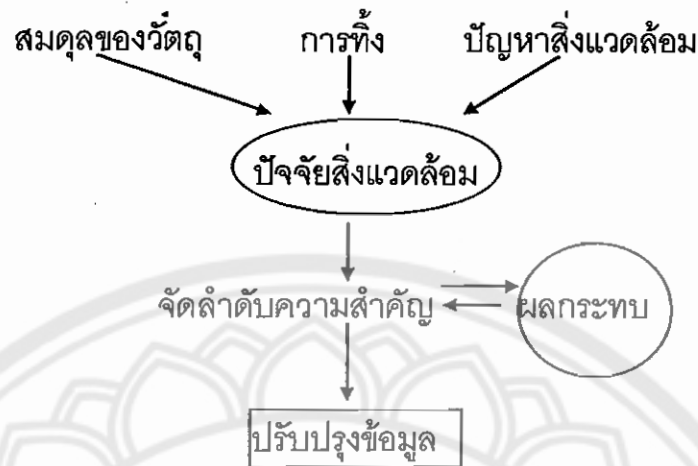 สมดุลของวัตถุ การทิ้ง ปัญหาสิ่งแวดล้อม
ปัจจัยสิ่งแวดล้อม
จัดลำดับความสำคัญ ผลกระทบ
ปรับปรุงข้อมูล